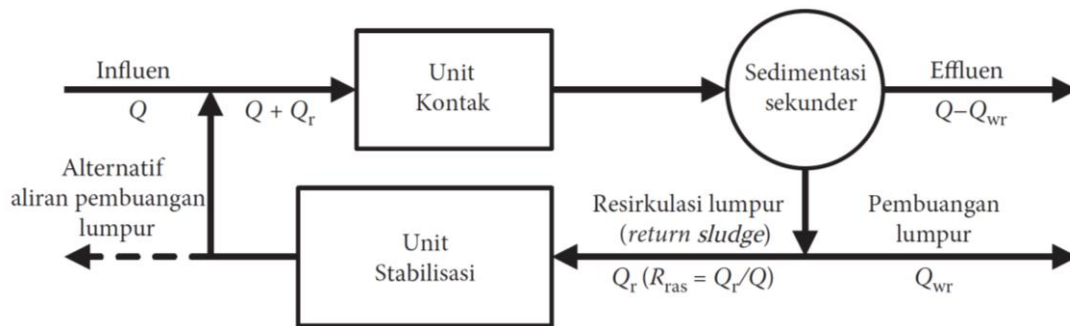 Influen
Q
Q + Qr
Unit
Kontak
Sedimentasi
sekunder
Effluen
Q–Qwr
Alternatif
aliran pembuangan
lumpur
Unit
Stabilisasi
Resirkulasi lumpur
(return sludge)
Qr (Rras = Qr/Q)
Pembuangan
lumpur
Qwr